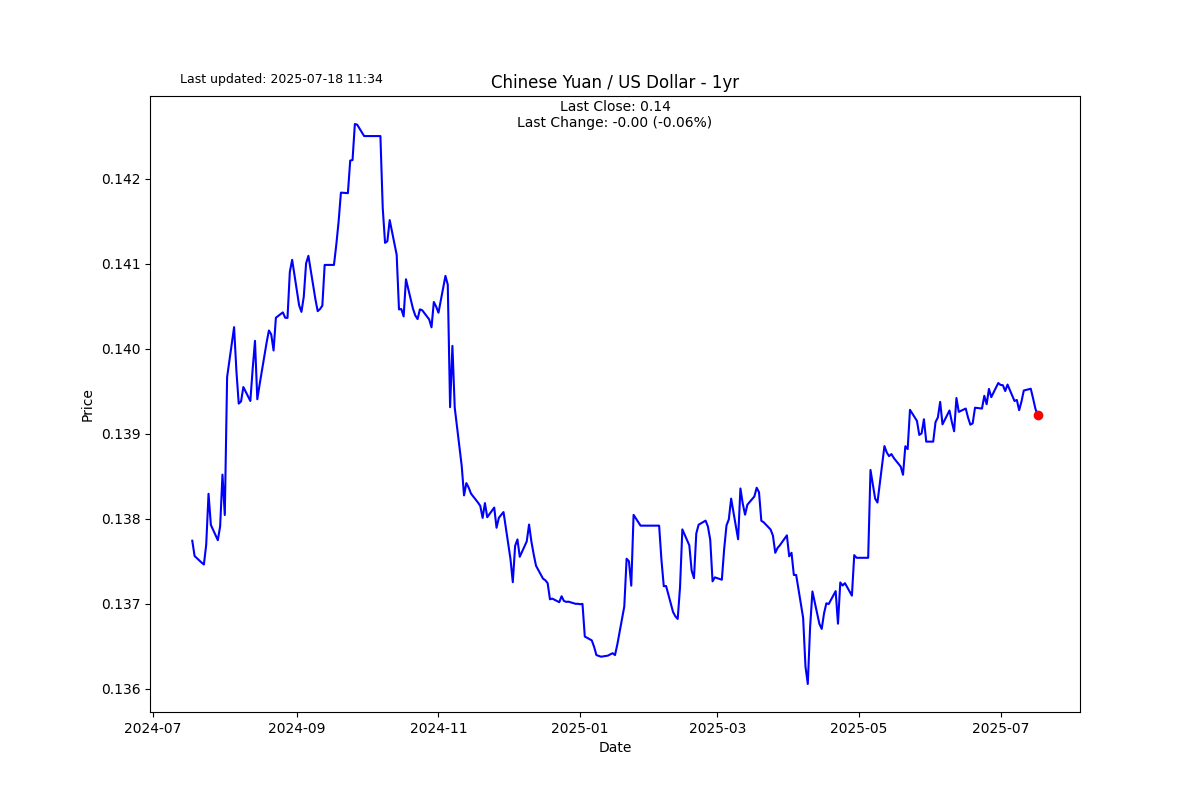 Last updated: 2025-07-18 11:34
Chinese Yuan / US Dollar - 1yr
Last Close: 0.14
Last Change: -0.00 (-0.06%)
0.142
0.141
0.140
0.139
0.138
0.137
0.136
Price
2024-07
2024-09
2024-11
2025-01
2025-03
2025-05
2025-07
Date